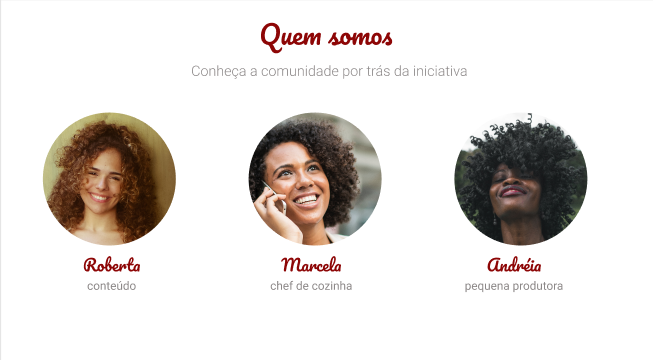 Quem somos
Conheça a comunidade por trás da iniciativa
Roberta
Marcela
Andréia
conteúdo
chef de cozinha
pequena produtora